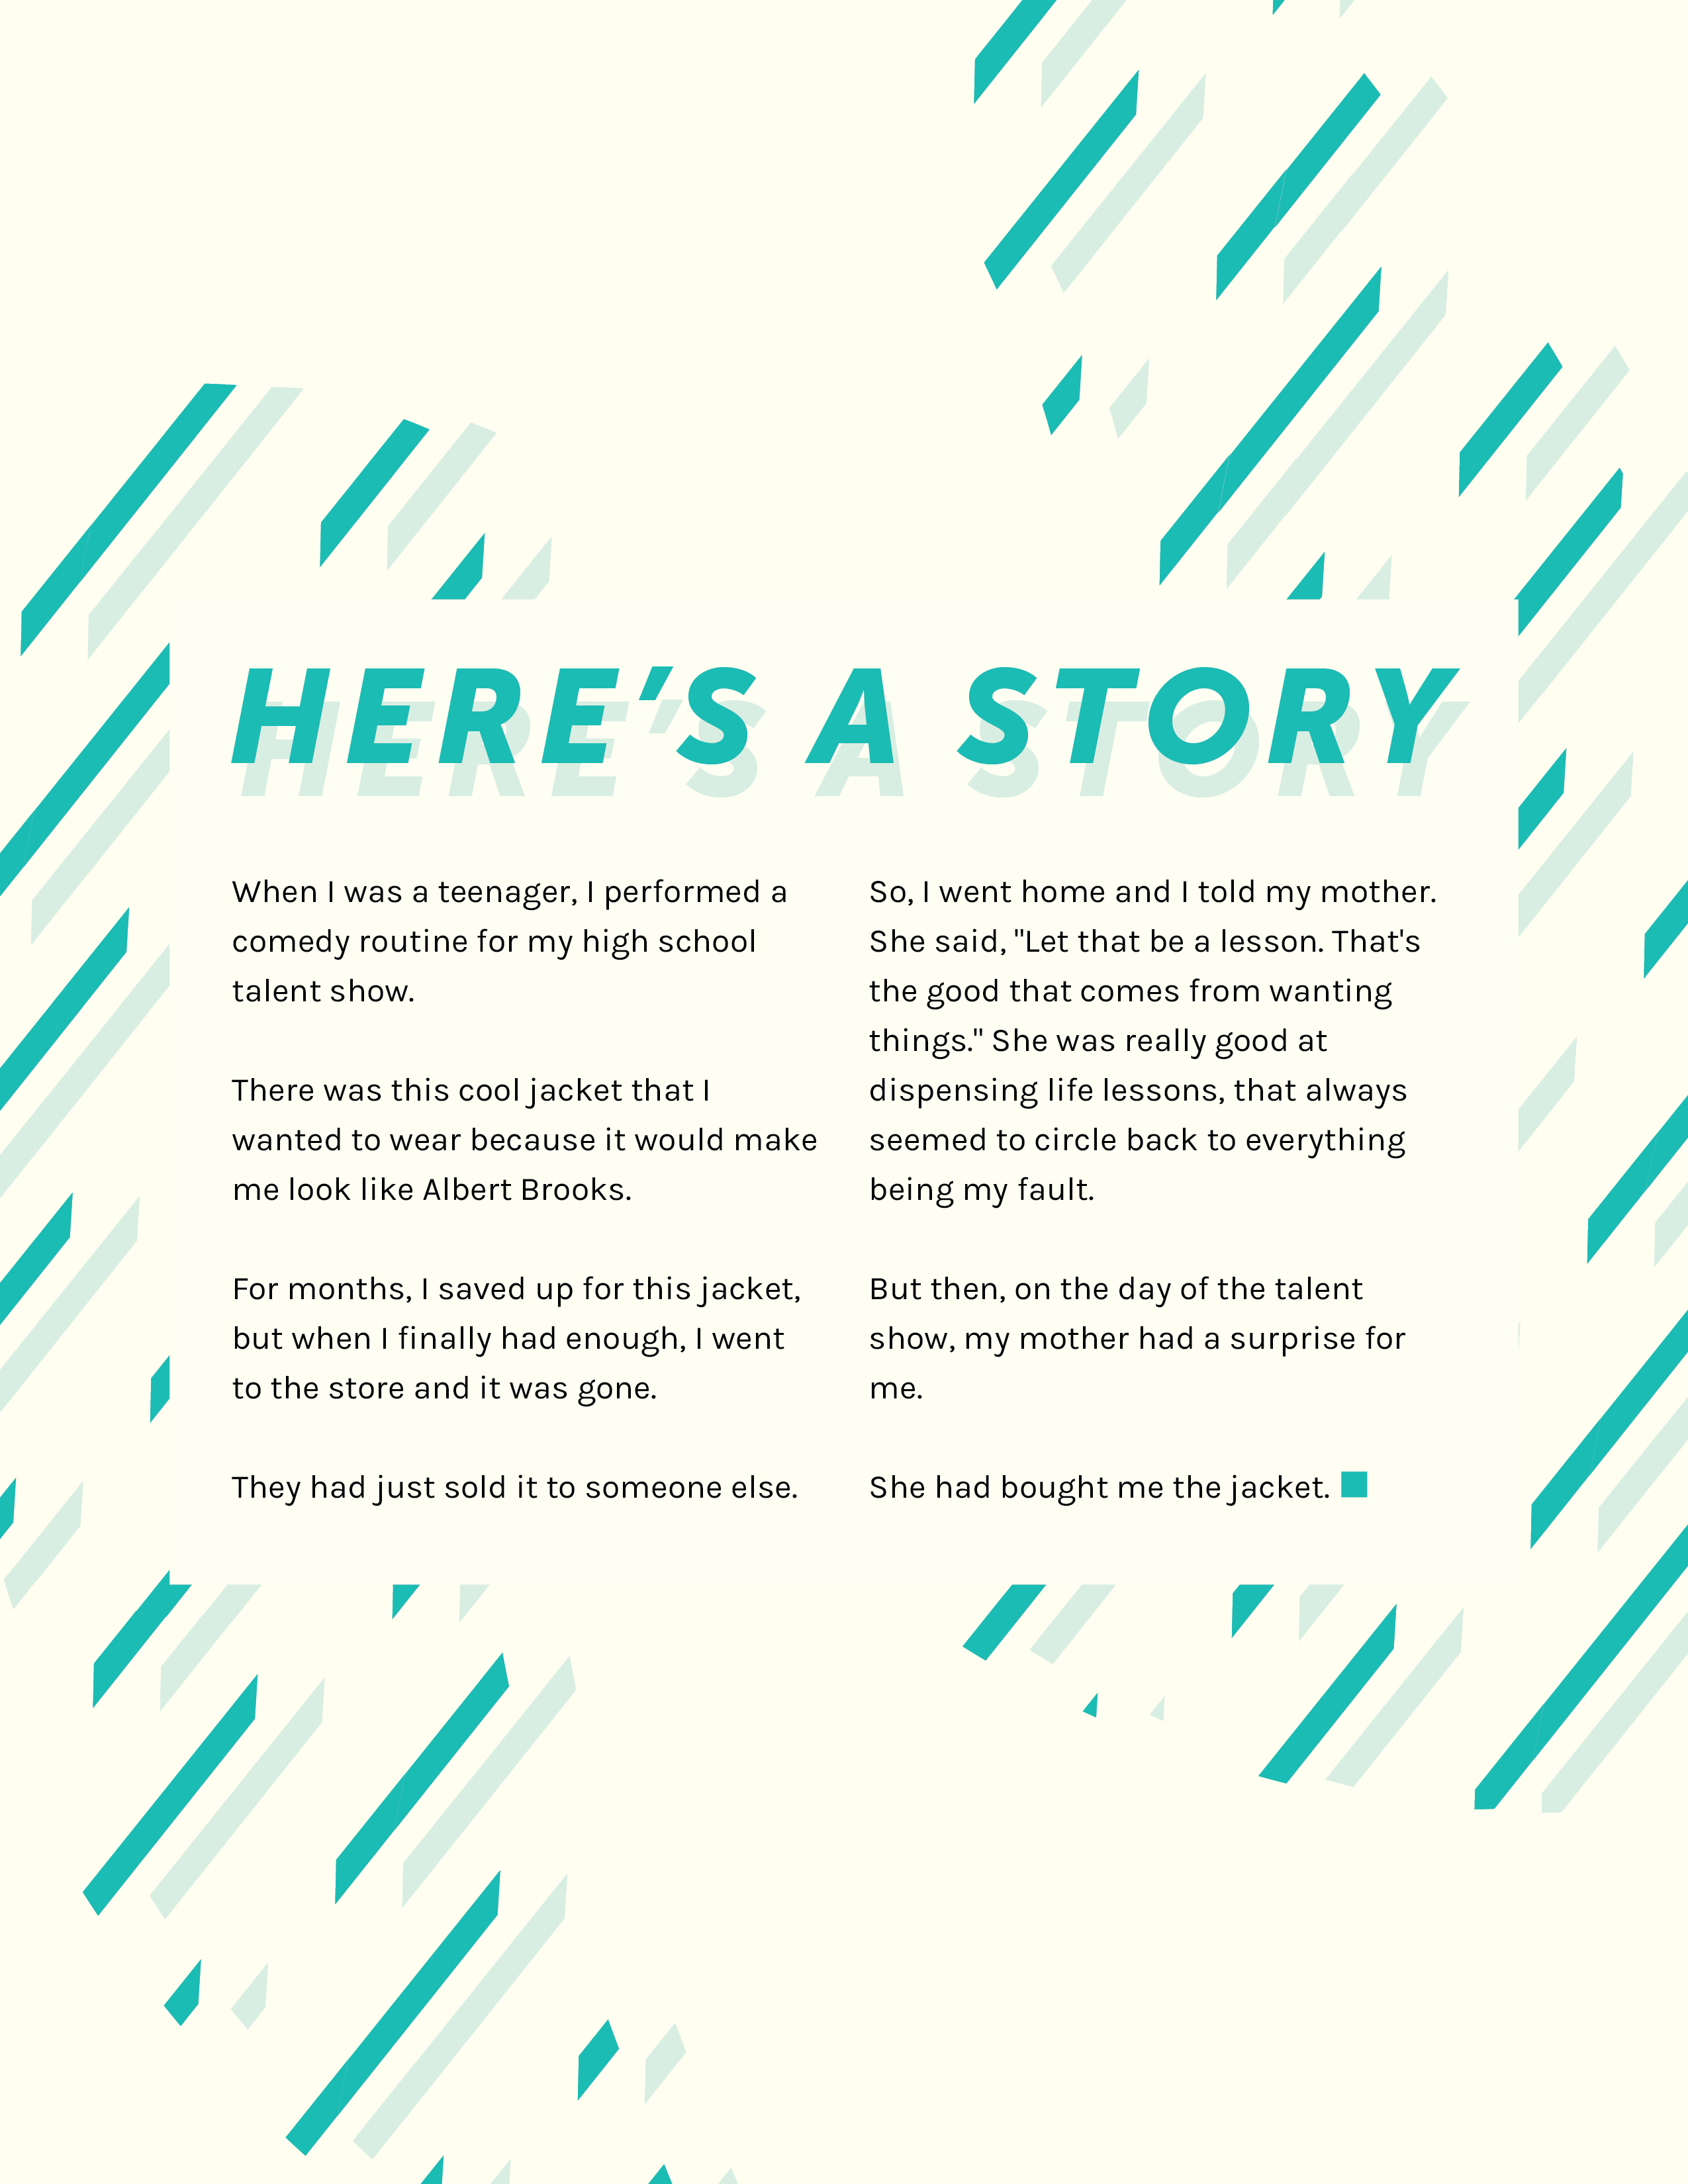 HERE’S A STORY
When I was a teenager, I performed a
comedy routine for my high school
talent show.
There was this cool jacket that I
wanted to wear because it would make
me look like Albert Brooks.
For months, I saved up for this jacket,
but when I finally had enough, I went
to the store and it was gone.
They had just sold it to someone else.
So, I went home and I told my mother.
She said, "Let that be a lesson. That's
the good that comes from wanting
things." She was really good at
dispensing life lessons, that always
seemed to circle back to everything
being my fault.
But then, on the day of the talent
show, my mother had a surprise for
me.
She had bought me the jacket.